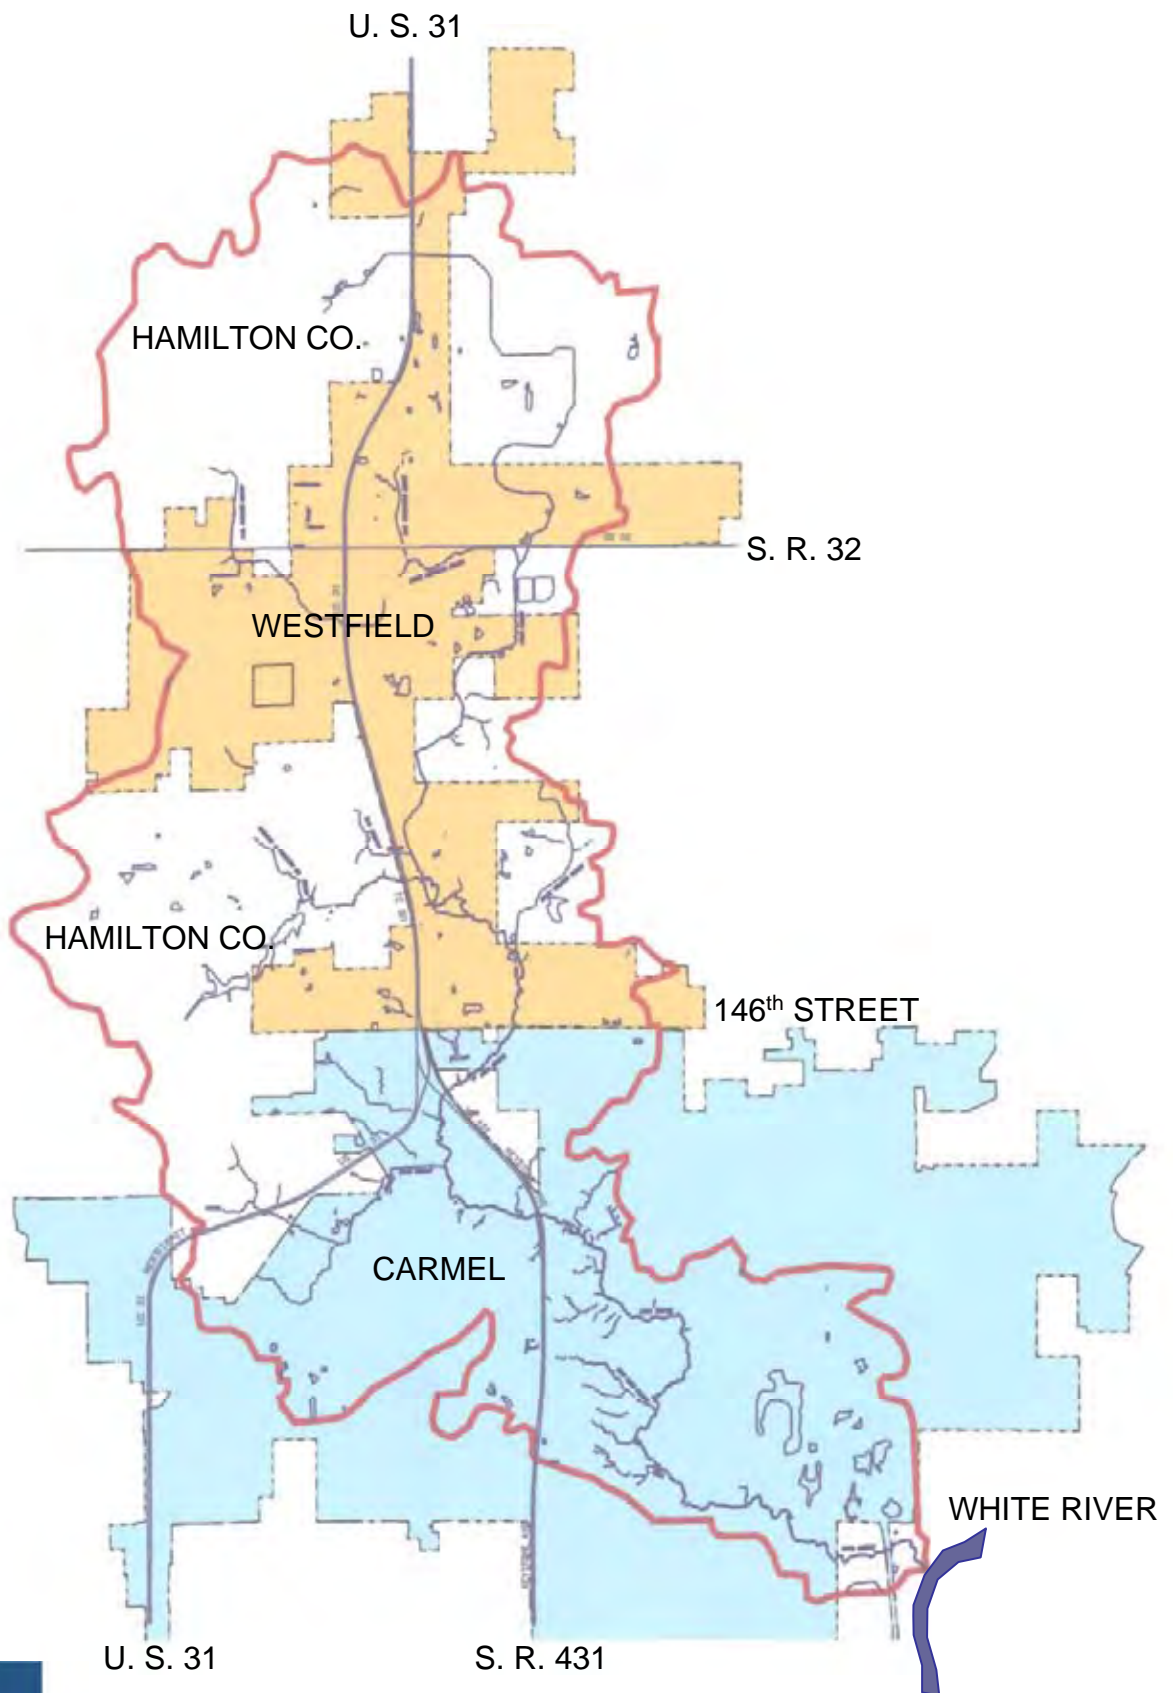 U. S. 31
HAMILTON CO.
S. R. 32
WESTFIELD
HAMILTON CO.
146th STREET
CARMEL
WHITE RIVER
U. S. 31
S. R. 431